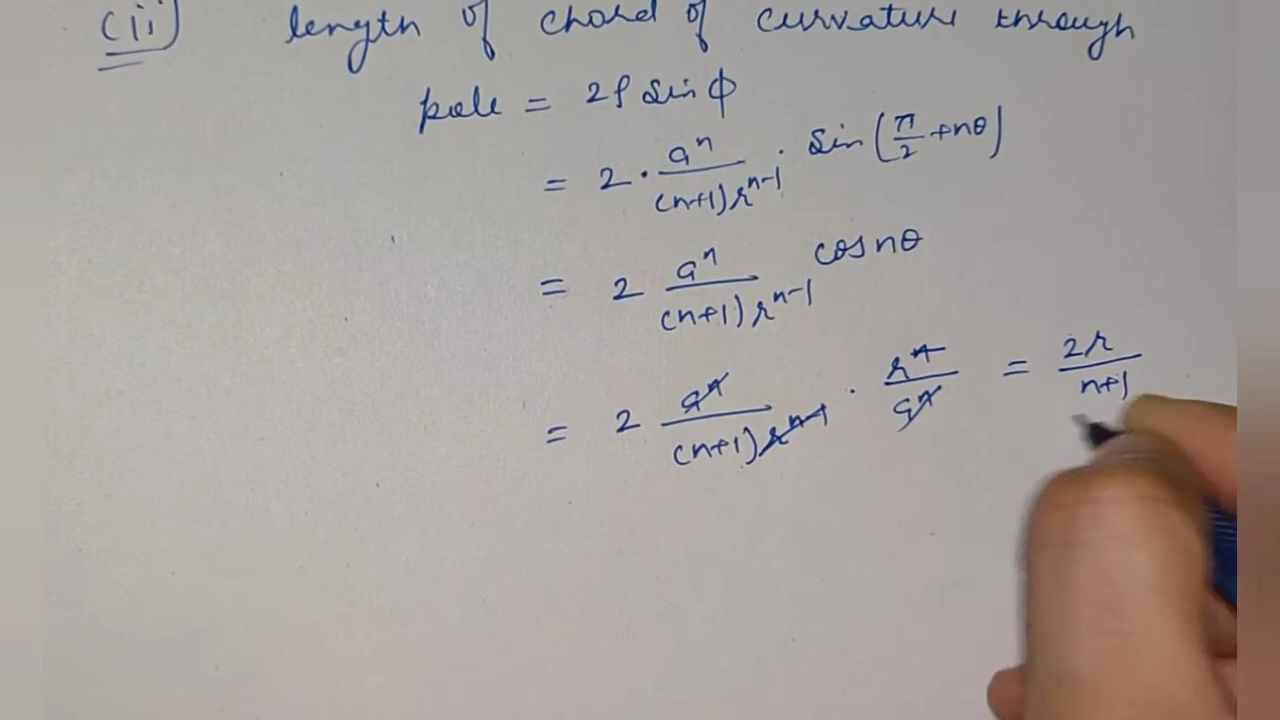 (ii) length of chord of curvature through
pole = 2ρ sin φ
= 2 · aⁿ/(n+1)rⁿ⁻¹ · sin(π/2 + nθ)
= 2 aⁿ/(n+1)rⁿ⁻¹ cos nθ
= 2 aⁿ/(n+1)rⁿ⁻¹ · rⁿ/aⁿ = 2r/n+1